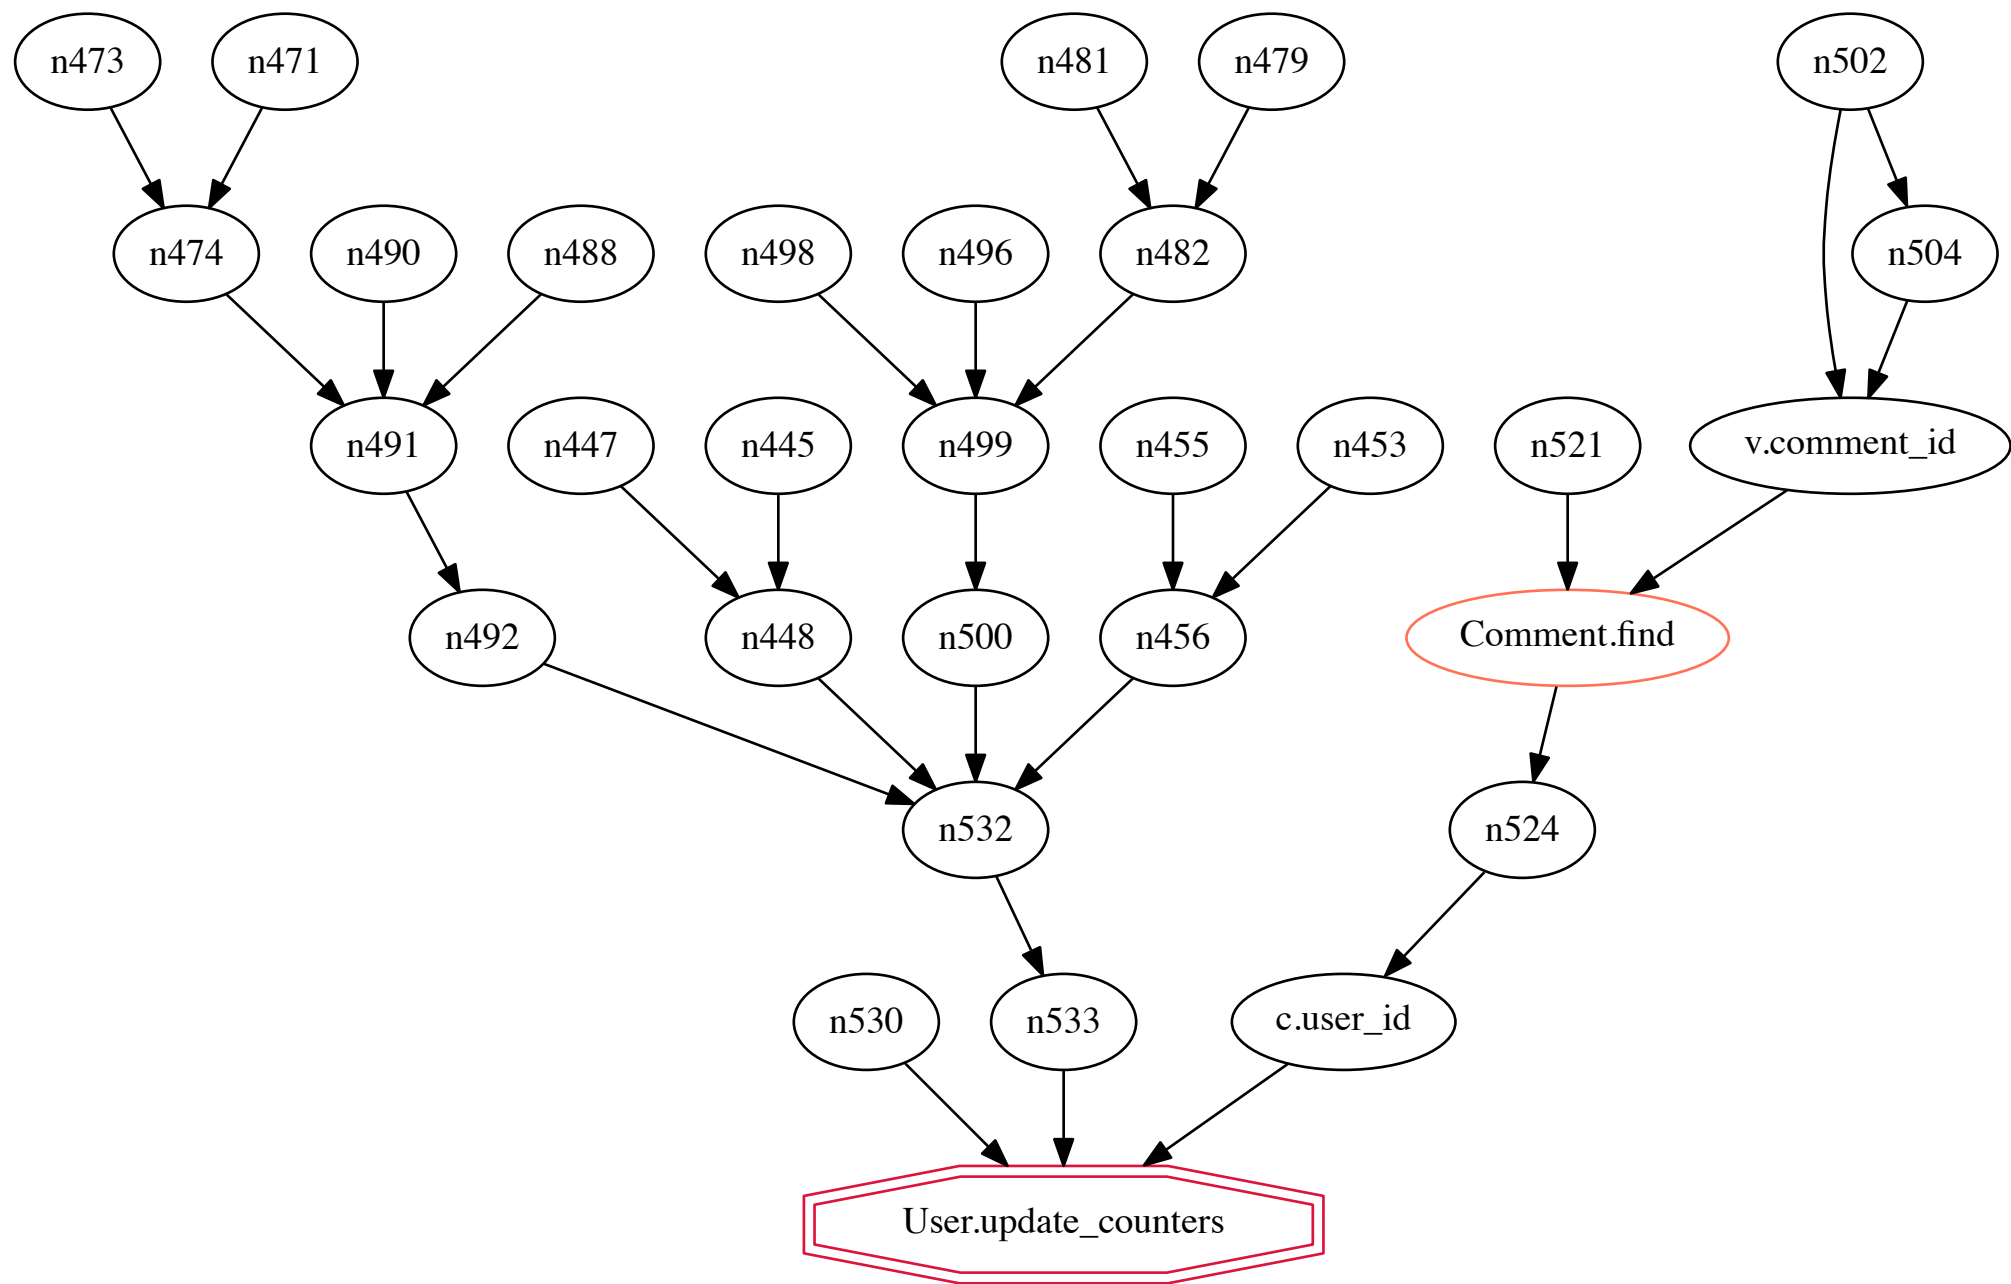 n473
n471
n481
n479
n502
n474
n490
n488
n498
n496
n482
n504
n491
n447
n445
n499
n455
n453
n521
v.comment_id
n492
n448
n500
n456
Comment.find
n532
n524
n530
n533
c.user_id
User.update_counters